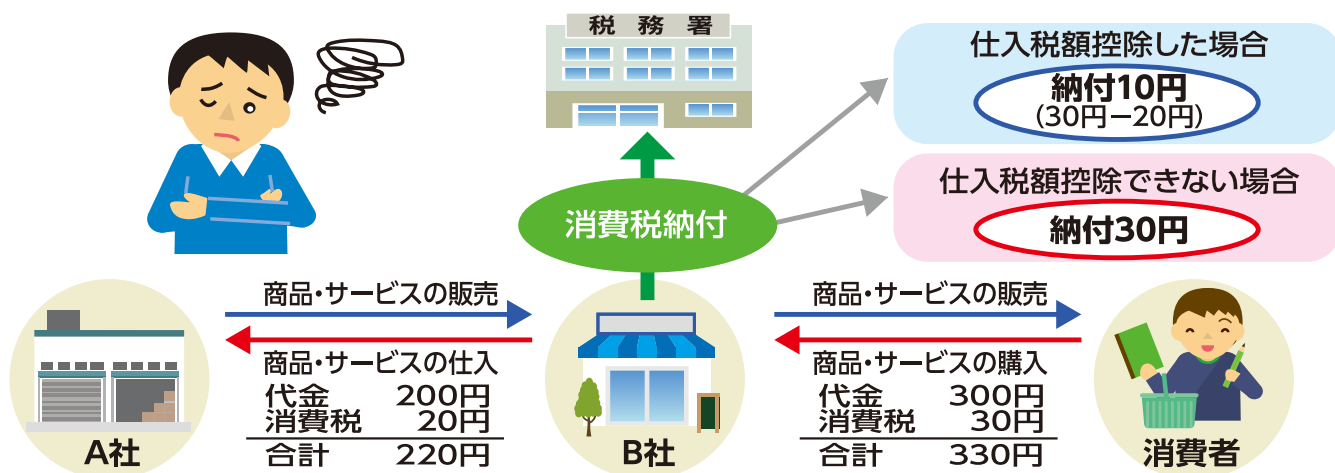 税務署
仕入税額控除した場合
納付10円
(30円−20円)
仕入税額控除できない場合
納付30円
消費税納付
商品・サービスの販売
商品・サービスの仕入
代金 200円
消費税 20円
合計 220円
商品・サービスの販売
商品・サービスの購入
代金 300円
消費税 30円
合計 330円
A社
B社
消費者